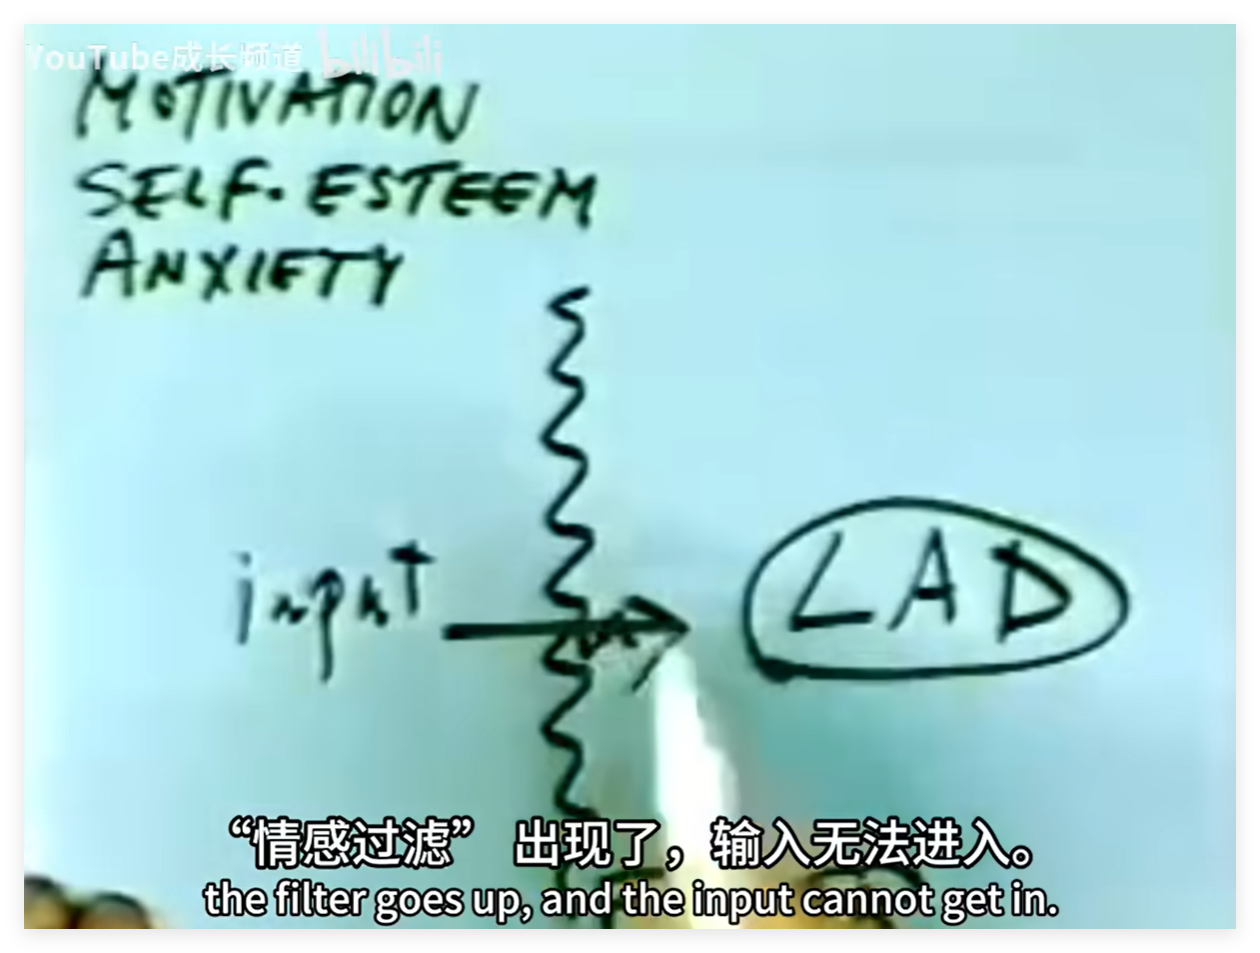 YouTube成长频道 bilibili
MOTIVATION
SELF-ESTEEM
ANXIETY
input
LAD
“情感过滤” 出现了，输入无法进入。
the filter goes up, and the input cannot get in.